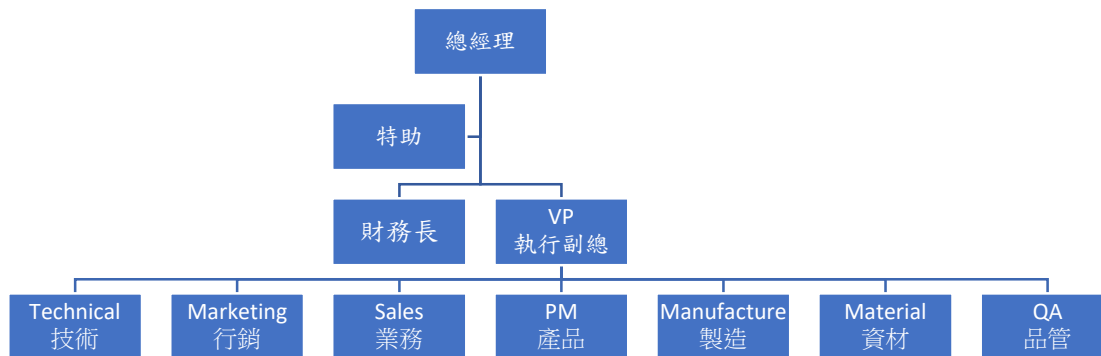 總經理
特助
財務長
VP
執行副總
Technical
技術
Marketing
行銷
Sales
業務
PM
產品
Manufacture
製造
Material
資材
QA
品管